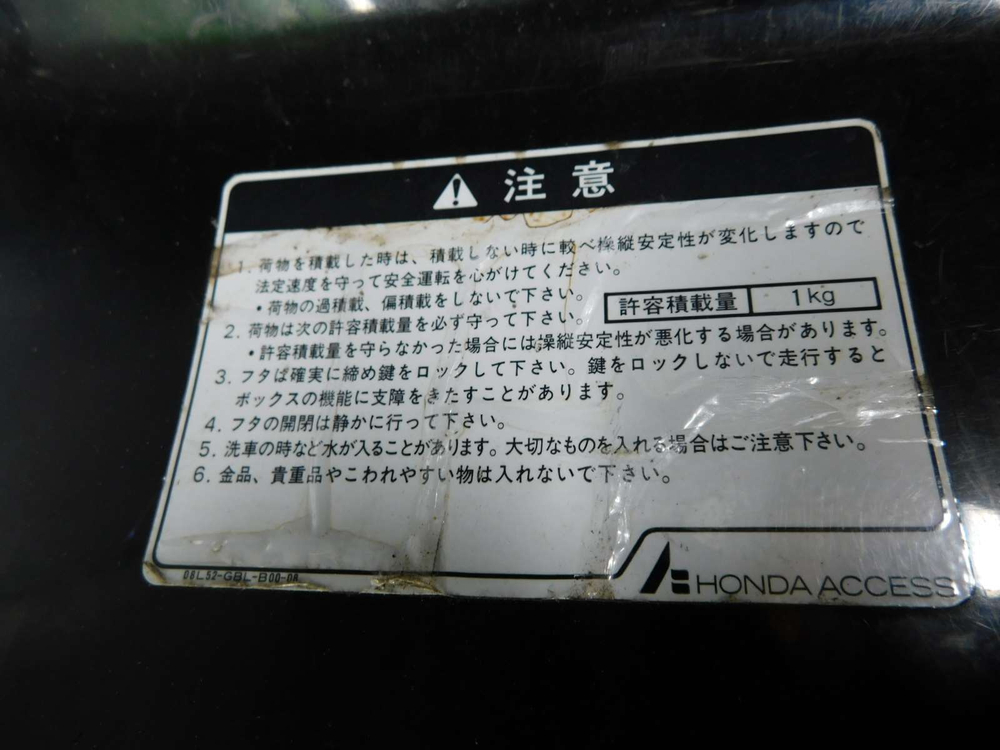 注意
1. 荷物を積載した時は、積載しない時に較べ操縦安定性が変化しますので
法定速度を守って安全運転を心がけてください。
・荷物の過積載、偏積載をしないで下さい。
2. 荷物は次の許容積載量を必ず守って下さい。
許容積載量 1kg
・許容積載量を守らなかった場合には操縦安定性が悪化する場合があります。
3. フタは確実に締め鍵をロックして下さい。鍵をロックしないで走行すると
ボックスの機能に支障をきたすことがあります。
4. フタの開閉は静かに行って下さい。
5. 洗車の時など水が入ることがあります。大切なものを入れる場合はご注意下さい。
6. 金品、貴重品やこわれやすい物は入れないで下さい。
08L52-GBL-B00-0A
HONDA ACCESS